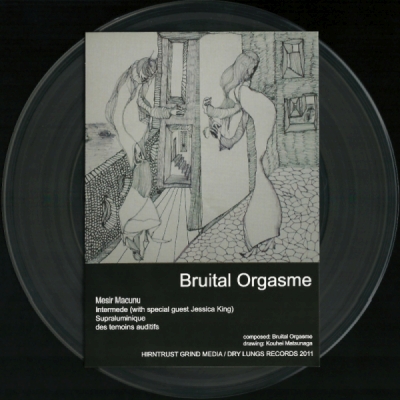 Bruital Orgasme
Mesir Macunu
Intermede (with special guest Jessica King)
Supraluminique
des temoins auditifs
composed: Bruital Orgasme
drawing: Kouhei Matsunaga
HIRNTRUST GRIND MEDIA / DRY LUNGS RECORDS 2011